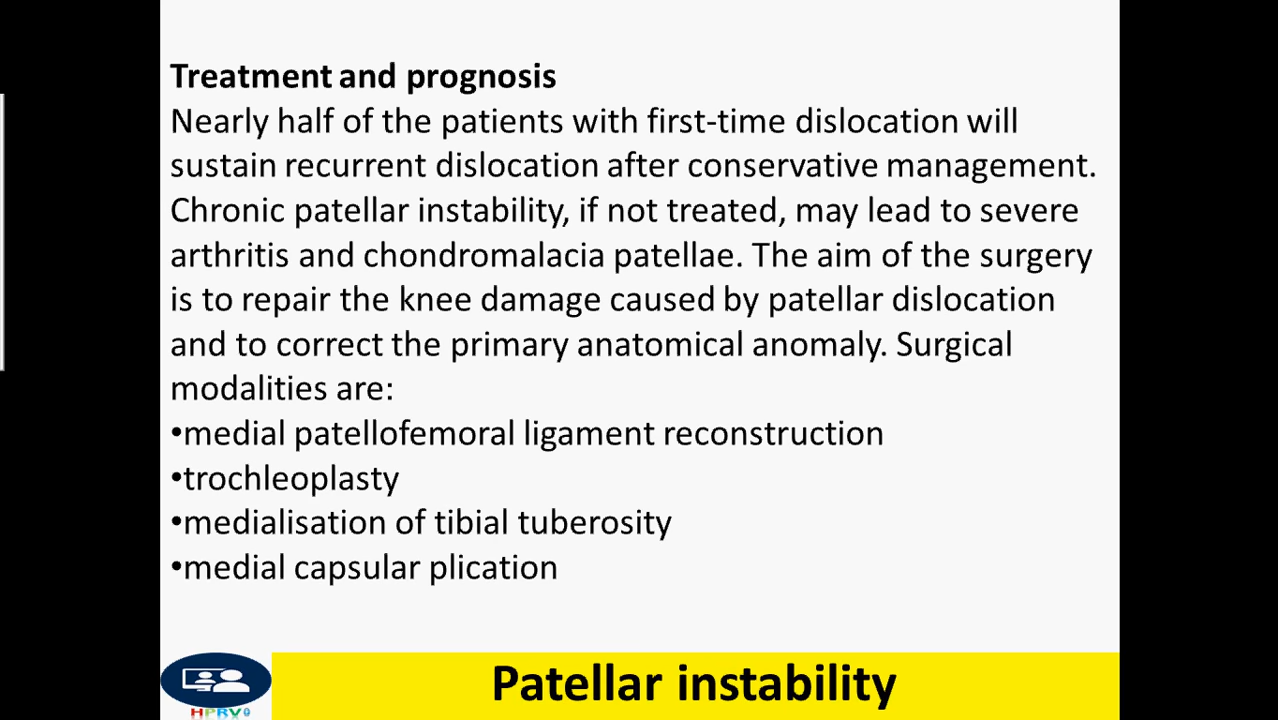 Treatment and prognosis
Nearly half of the patients with first-time dislocation will
sustain recurrent dislocation after conservative management.
Chronic patellar instability, if not treated, may lead to severe
arthritis and chondromalacia patellae. The aim of the surgery
is to repair the knee damage caused by patellar dislocation
and to correct the primary anatomical anomaly. Surgical
modalities are:
•medial patellofemoral ligament reconstruction
•trochleoplasty
•medialisation of tibial tuberosity
•medial capsular plication
Patellar instability